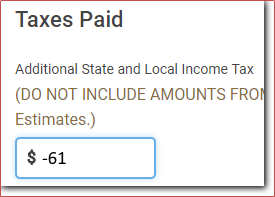 Taxes Paid
Additional State and Local Income Tax
(DO NOT INCLUDE AMOUNTS FROM
Estimates.)
$ -61